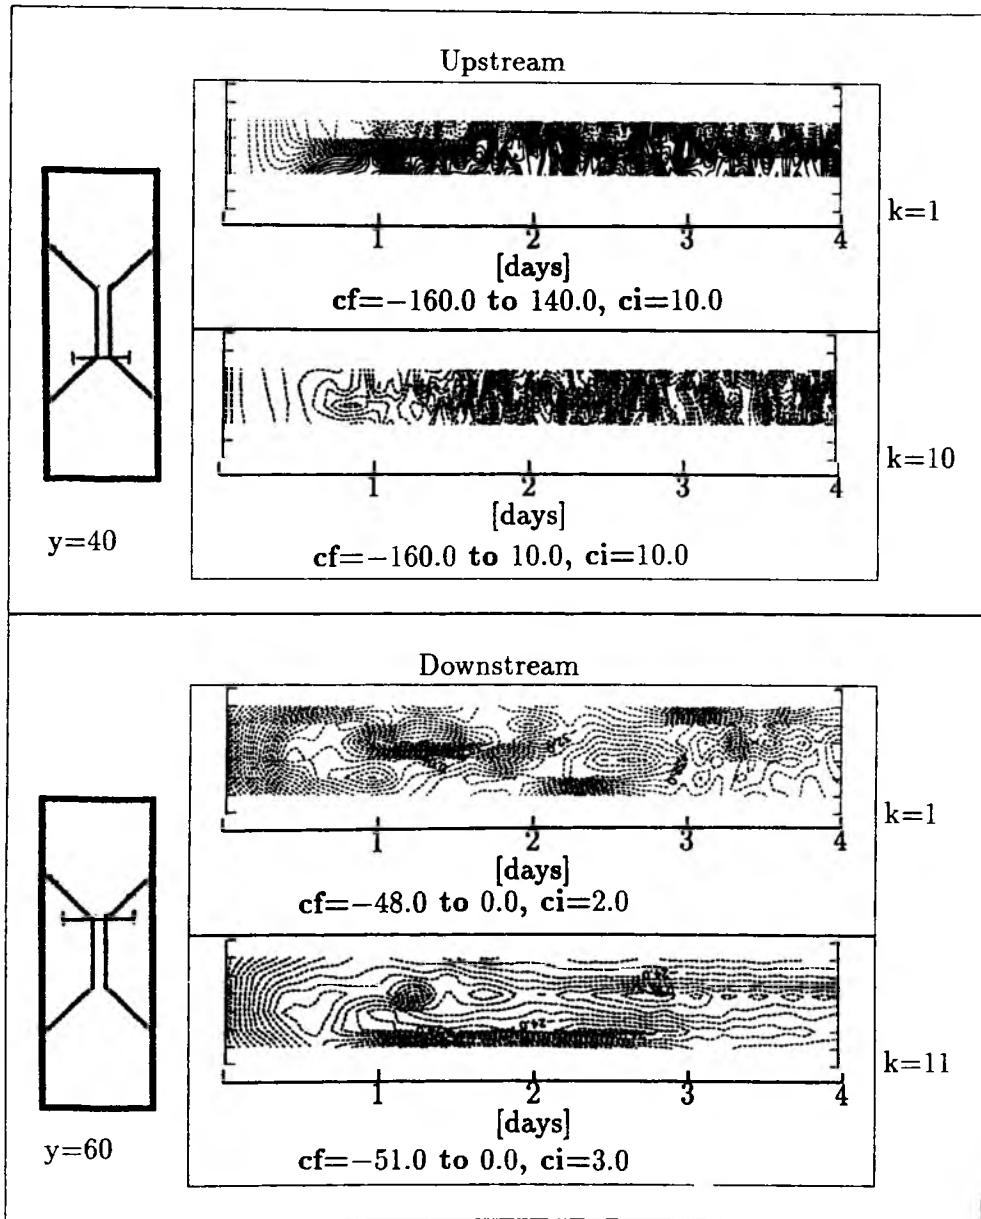 Upstream
1 2 3 4
[days]
cf=−160.0 to 140.0, ci=10.0
k=1
1 2 3 4
[days]
cf=−160.0 to 10.0, ci=10.0
k=10
y=40
Downstream
1 2 3 4
[days]
cf=−48.0 to 0.0, ci=2.0
k=1
1 2 3 4
[days]
cf=−51.0 to 0.0, ci=3.0
k=11
y=60